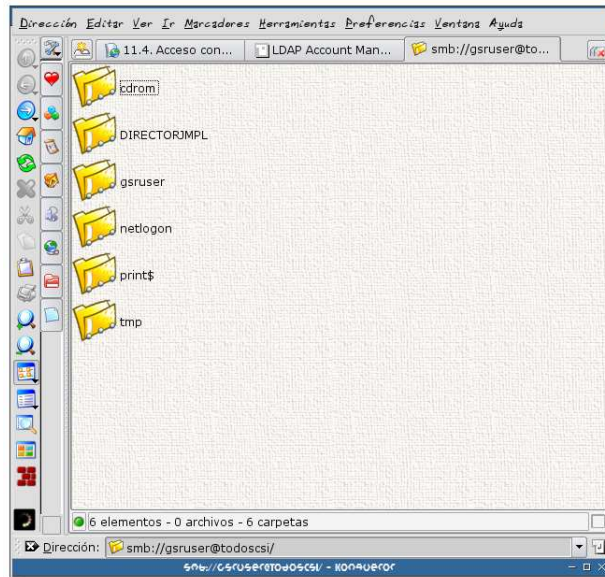 Dirección Editar Ver Ir Marcadores Herramientas Preferencias Ventana Ayuda
11.4. Acceso con... LDAP Account Man... smb://gsruser@to...
cdrom
DIRECTORJMPL
gsruser
netlogon
print$
tmp
6 elementos - 0 archivos - 6 carpetas
Dirección: smb://gsruser@todoscsi/
smb://gsruser@todoscsi/ - Konqueror